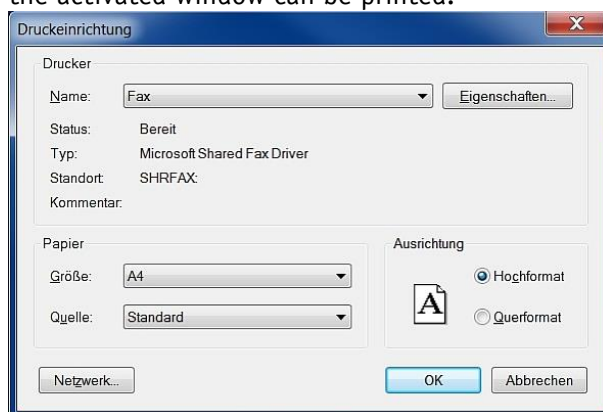 the activated window can be printed.
Druckeinrichtung
Drucker
Name: Fax Eigenschaften...
Status: Bereit
Typ: Microsoft Shared Fax Driver
Standort: SHRFAX:
Kommentar:
Papier
Größe: A4
Quelle: Standard
Ausrichtung
A
Hochformat
Querformat
Netzwerk...
OK Abbrechen